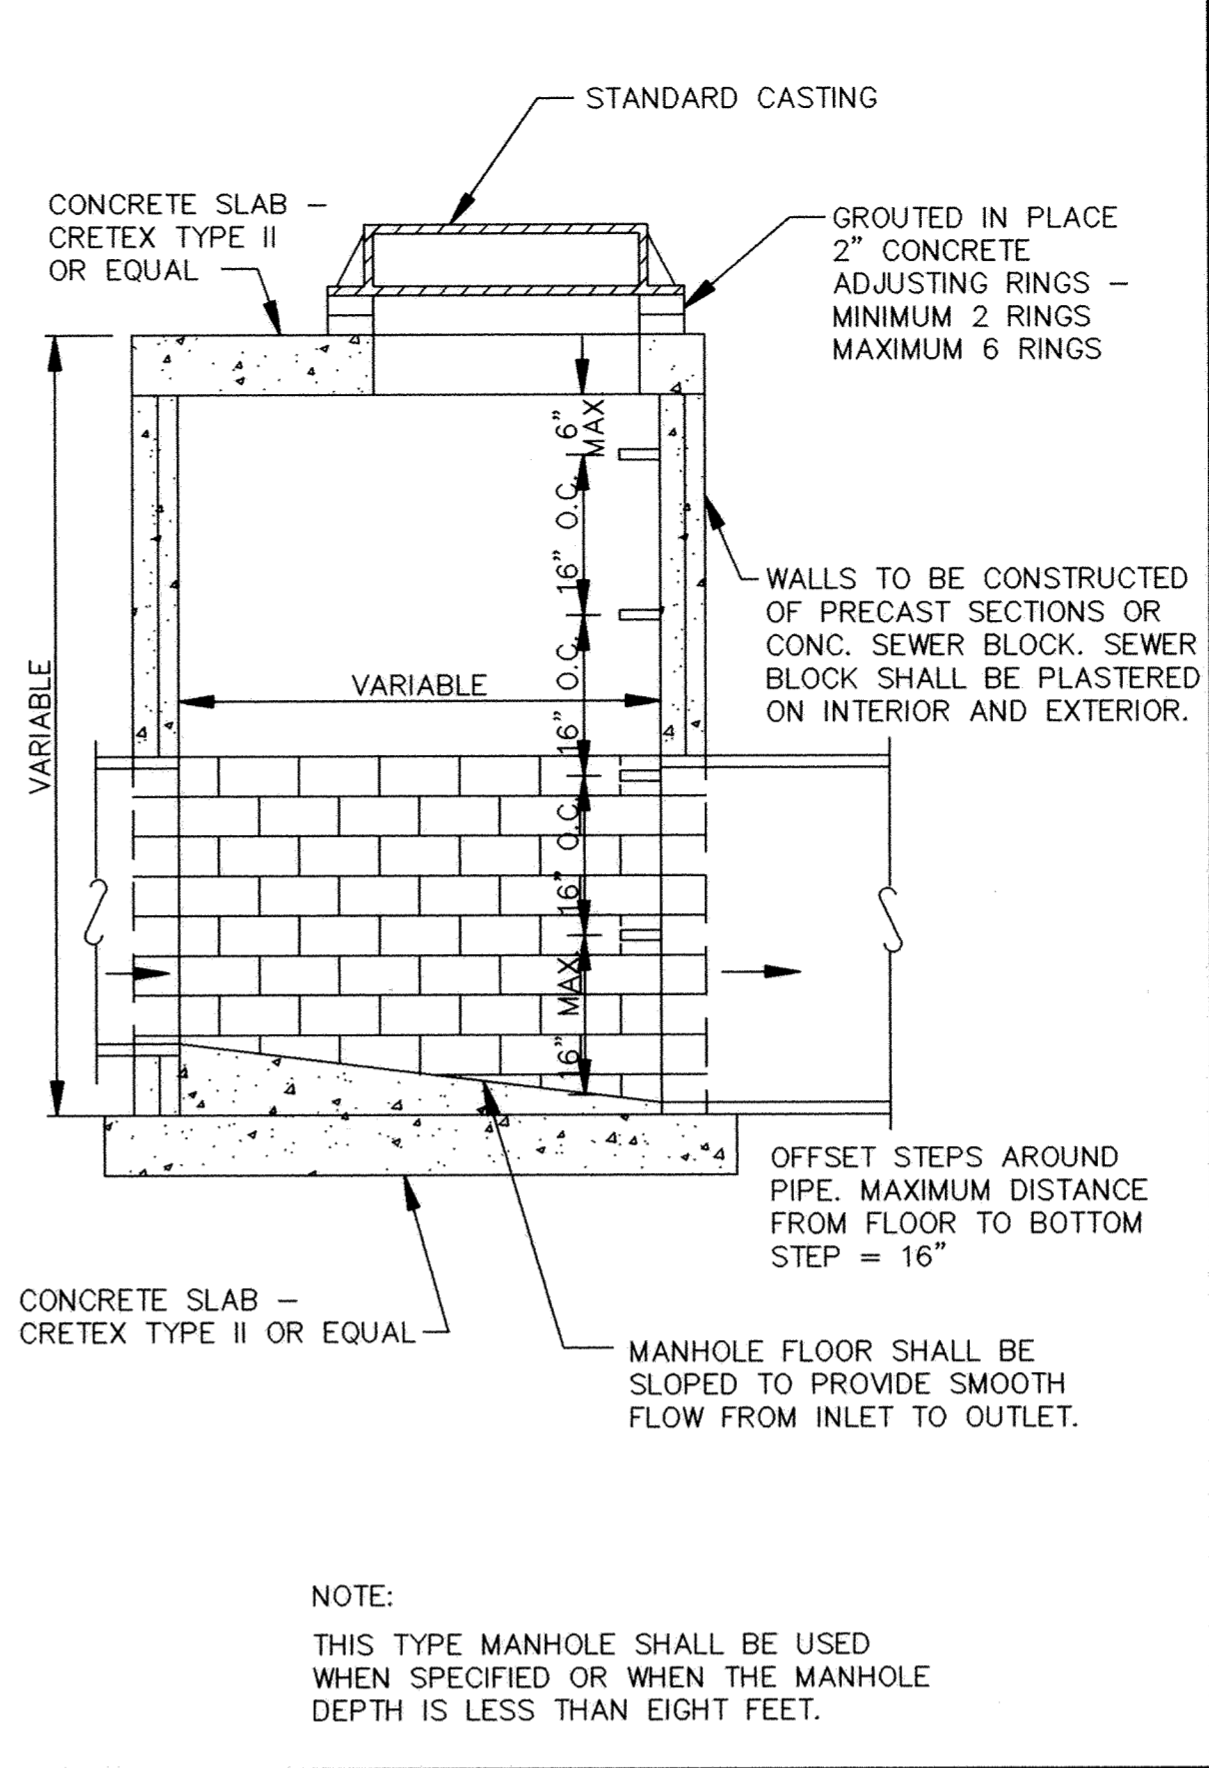 STANDARD CASTING
CONCRETE SLAB –
CRETEX TYPE II
OR EQUAL
GROUTED IN PLACE
2" CONCRETE
ADJUSTING RINGS –
MINIMUM 2 RINGS
MAXIMUM 6 RINGS
6"
MAX
16" O.C.
16" O.C.
16" O.C.
16" MAX.
VARIABLE
VARIABLE
WALLS TO BE CONSTRUCTED
OF PRECAST SECTIONS OR
CONC. SEWER BLOCK. SEWER
BLOCK SHALL BE PLASTERED
ON INTERIOR AND EXTERIOR.
OFFSET STEPS AROUND
PIPE. MAXIMUM DISTANCE
FROM FLOOR TO BOTTOM
STEP = 16"
CONCRETE SLAB –
CRETEX TYPE II OR EQUAL
MANHOLE FLOOR SHALL BE
SLOPED TO PROVIDE SMOOTH
FLOW FROM INLET TO OUTLET.
NOTE:
THIS TYPE MANHOLE SHALL BE USED
WHEN SPECIFIED OR WHEN THE MANHOLE
DEPTH IS LESS THAN EIGHT FEET.